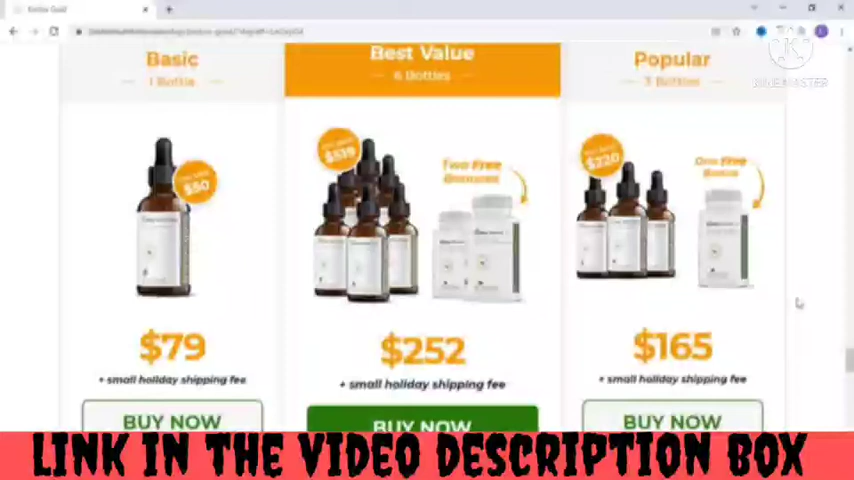 KINEMASTER
Basic
1 Bottle
Best Value
6 Bottles
Popular
3 Bottles
$50
$519
Two Free
Bonuses
$220
One Free
Bonus
$79
+ small holiday shipping fee
BUY NOW
$252
+ small holiday shipping fee
BUY NOW
$165
+ small holiday shipping fee
BUY NOW
LINK IN THE VIDEO DESCRIPTION BOX